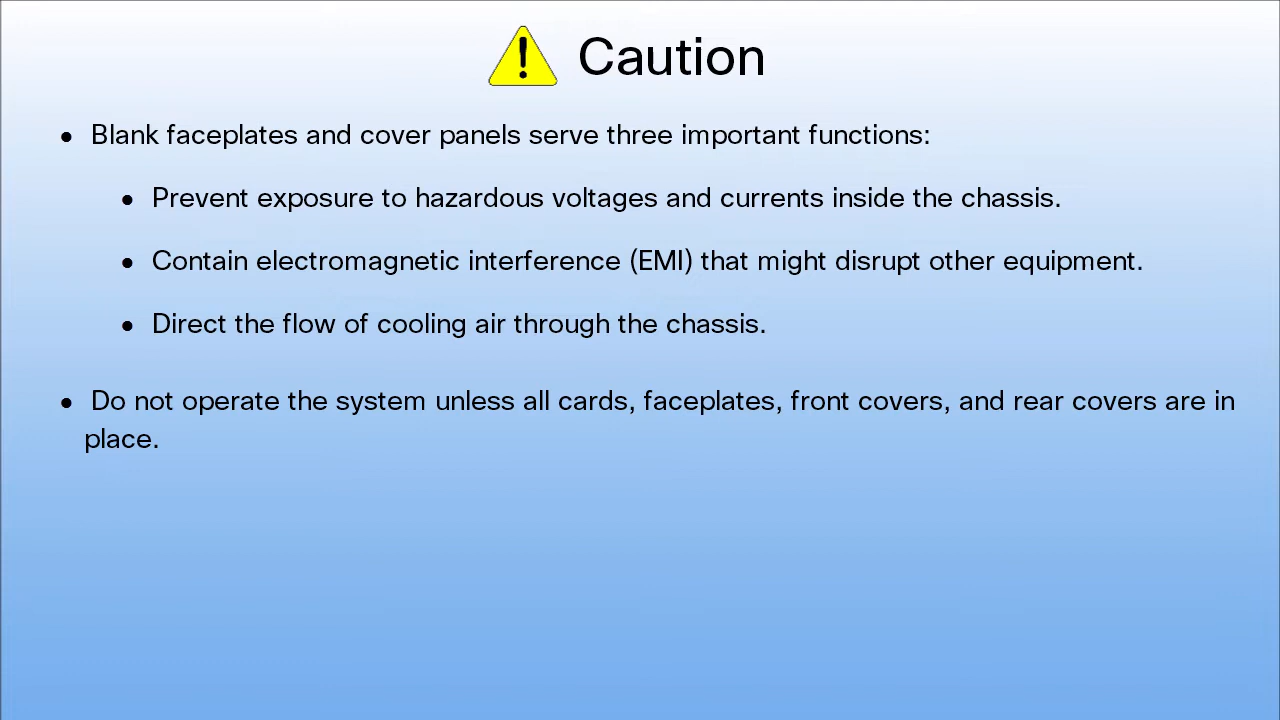 Caution
• Blank faceplates and cover panels serve three important functions:
• Prevent exposure to hazardous voltages and currents inside the chassis.
• Contain electromagnetic interference (EMI) that might disrupt other equipment.
• Direct the flow of cooling air through the chassis.
• Do not operate the system unless all cards, faceplates, front covers, and rear covers are in
place.